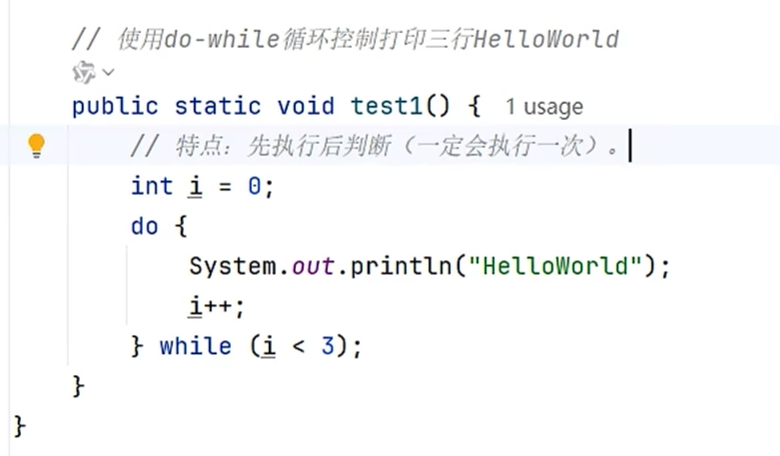 // 使用do-while循环控制打印三行HelloWorld
public static void test1() { 1 usage
// 特点：先执行后判断（一定会执行一次）。
int i = 0;
do {
System.out.println("HelloWorld");
i++;
} while (i < 3);
}
}